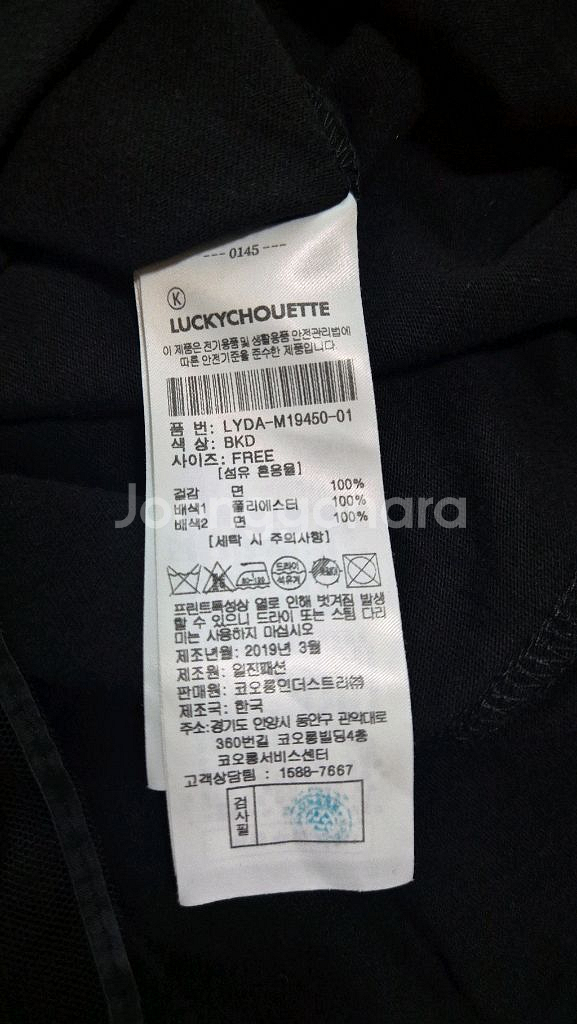 ---0145---
K
LUCKYCHOUETTE
이 제품은 전기용품 및 생활용품 안전관리법에
따른 안전기준을 준수한 제품입니다
품 번: LYDA-M19450-01
색 상: BKD
사이즈: FREE
[섬유 혼용율]
겉감 면 100%
배색1 폴리에스터 100%
배색2 면 100%
Joonggonara
[세탁 시 주의사항]
드라이
석유계
프린트특성상 열로 인해 벗겨짐 발생
할 수 있으니 드라이 또는 스팀 다리
미는 사용하지 마십시오
제조년월: 2019년 3월
제조원: 일진패션
판매원: 코오롱인더스트리㈜
제조국: 한국
주소:경기도 안양시 동안구 관악대로
360번길 코오롱빌딩4층
코오롱서비스센터
고객상담팀 : 1588-7667
검사필